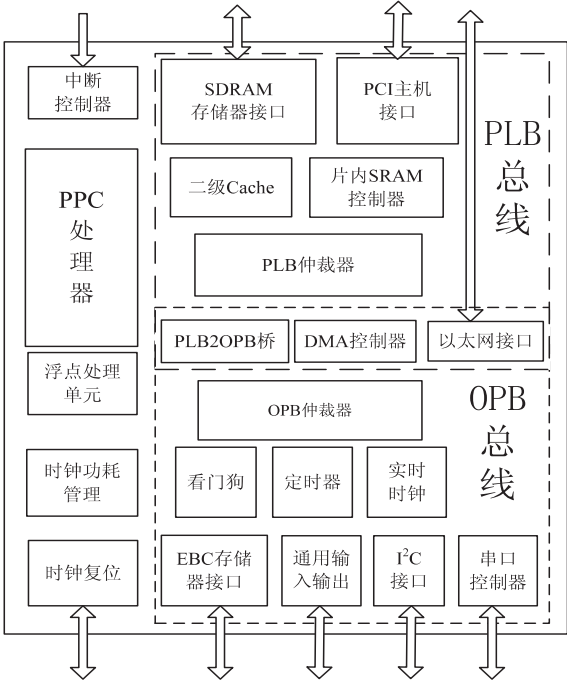 中断
控制器
PPC
处
理
器
浮点处理
单元
时钟功耗
管理
时钟复位
SDRAM
存储器接口
PCI主机
接口
PLB
总
线
二级Cache
片内SRAM
控制器
PLB仲裁器
PLB2OPB桥
DMA控制器
以太网接口
OPB仲裁器
OPB
总
线
看门狗
定时器
实时
时钟
EBC存储
器接口
通用输
入输出
I²C
接口
串口
控制器